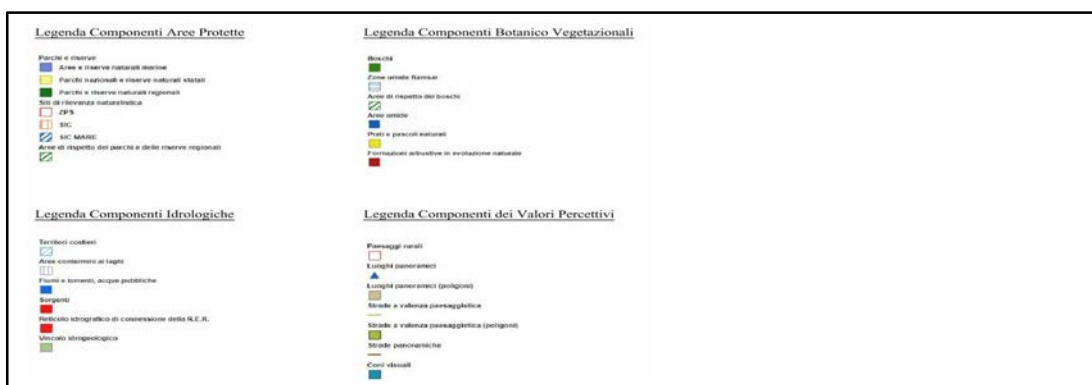 Legenda Componenti Aree Protette
Parchi e riserve
Aree e riserve naturali marine
Parchi nazionali e riserve naturali statali
Parchi e riserve naturali regionali
Siti di rilevanza naturalistica
ZPS
SIC
SIC MARE
Aree di rispetto dei parchi e delle riserve regionali
Legenda Componenti Botanico Vegetazionali
Boschi
Zone umide Ramsar
Aree di rispetto dei boschi
Aree umide
Prati e pascoli naturali
Formazioni arbustive in evoluzione naturale
Legenda Componenti Idrologiche
Territori costieri
Aree contermini ai laghi
Fiumi e torrenti, acque pubbliche
Sorgenti
Reticolo idrografico di connessione della R.E.R.
Vincolo idrogeologico
Legenda Componenti dei Valori Percettivi
Paesaggi rurali
Luoghi panoramici
Luoghi panoramici (poligoni)
Strade a valenza paesaggistica
Strade a valenza paesaggistica (poligoni)
Strade panoramiche
Coni visuali